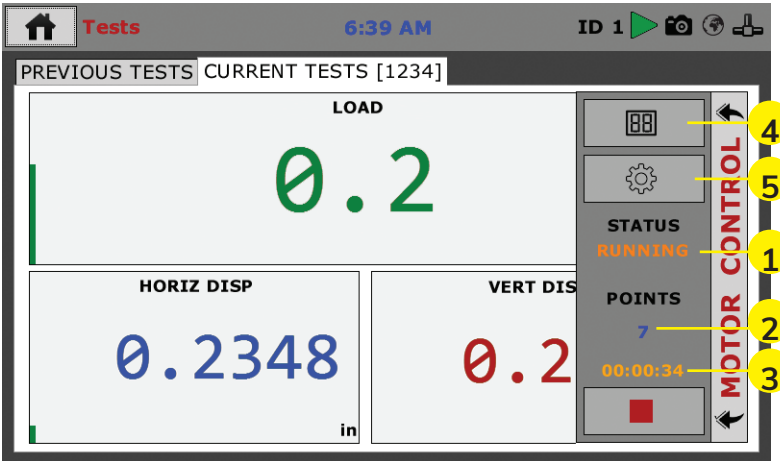 Tests 6:39 AM ID 1
PREVIOUS TESTS CURRENT TESTS [1234]
LOAD
0.2
HORIZ DISP
0.2348
in
VERT DIS
0.2
88
STATUS
RUNNING
POINTS
7
00:00:34
MOTOR CONTROL
4
5
1
2
3